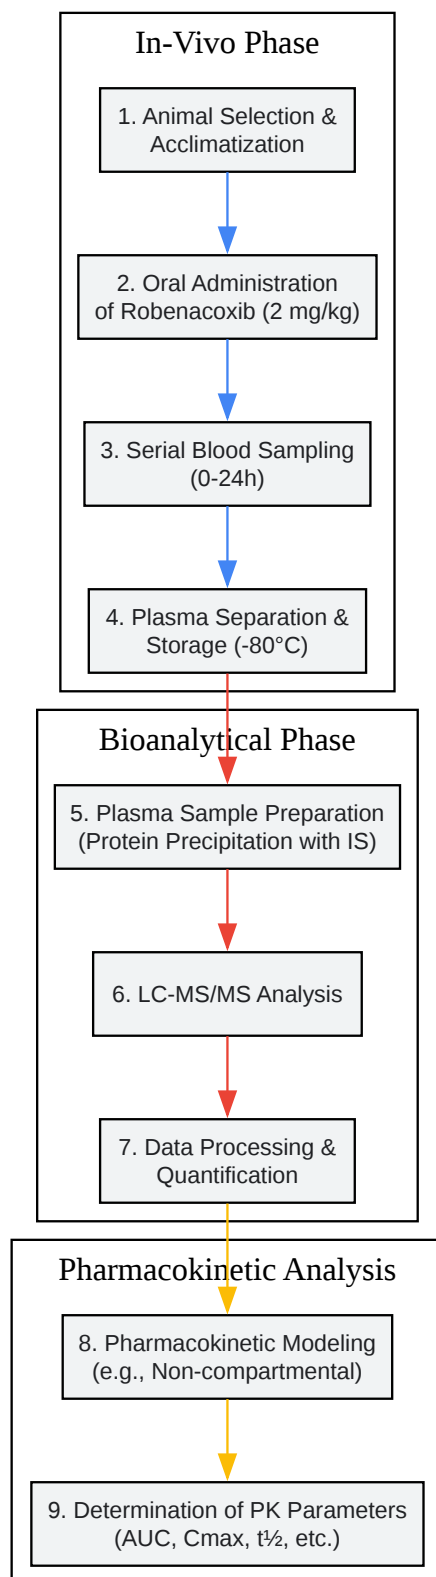 In-Vivo Phase
1. Animal Selection &
Acclimatization
2. Oral Administration
of Robenacoxib (2 mg/kg)
3. Serial Blood Sampling
(0-24h)
4. Plasma Separation &
Storage (-80°C)
Bioanalytical Phase
5. Plasma Sample Preparation
(Protein Precipitation with IS)
6. LC-MS/MS Analysis
7. Data Processing &
Quantification
Pharmacokinetic Analysis
8. Pharmacokinetic Modeling
(e.g., Non-compartmental)
9. Determination of PK Parameters
(AUC, Cmax, t½, etc.)